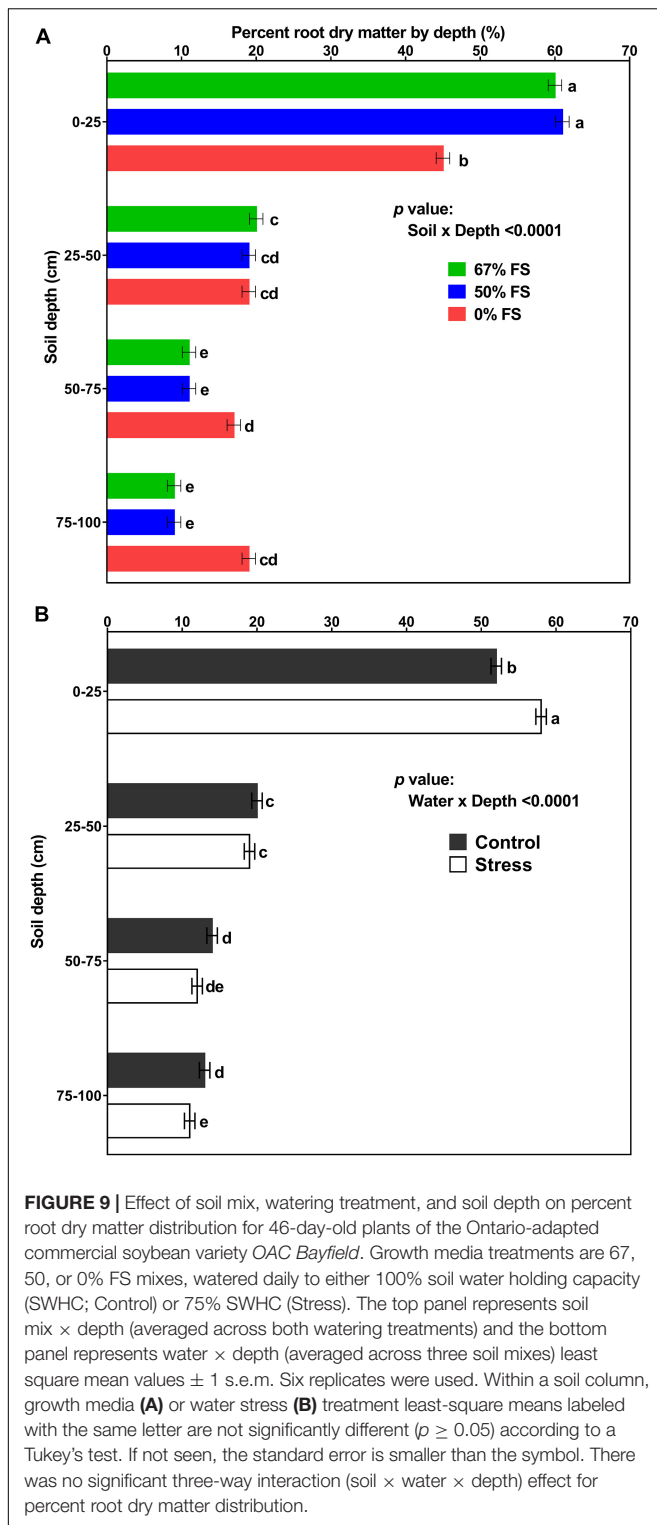 A
Percent root dry matter by depth (%)
0 10 20 30 40 50 60 70
a
0-25
a
b
c
25-50
cd
cd
p value:
Soil x Depth <0.0001
67% FS
50% FS
0% FS
Soil depth (cm)
e
50-75
e
d
e
75-100
e
cd
B
0 10 20 30 40 50 60 70
b
0-25
a
c
25-50
c
p value:
Water x Depth <0.0001
Control
Stress
Soil depth (cm)
d
50-75
de
d
75-100
e
FIGURE 9 | Effect of soil mix, watering treatment, and soil depth on percent
root dry matter distribution for 46-day-old plants of the Ontario-adapted
commercial soybean variety OAC Bayfield. Growth media treatments are 67,
50, or 0% FS mixes, watered daily to either 100% soil water holding capacity
(SWHC; Control) or 75% SWHC (Stress). The top panel represents soil
mix × depth (averaged across both watering treatments) and the bottom
panel represents water × depth (averaged across three soil mixes) least
square mean values ± 1 s.e.m. Six replicates were used. Within a soil column,
growth media (A) or water stress (B) treatment least-square means labeled
with the same letter are not significantly different (p ≥ 0.05) according to a
Tukey's test. If not seen, the standard error is smaller than the symbol. There
was no significant three-way interaction (soil × water × depth) effect for
percent root dry matter distribution.